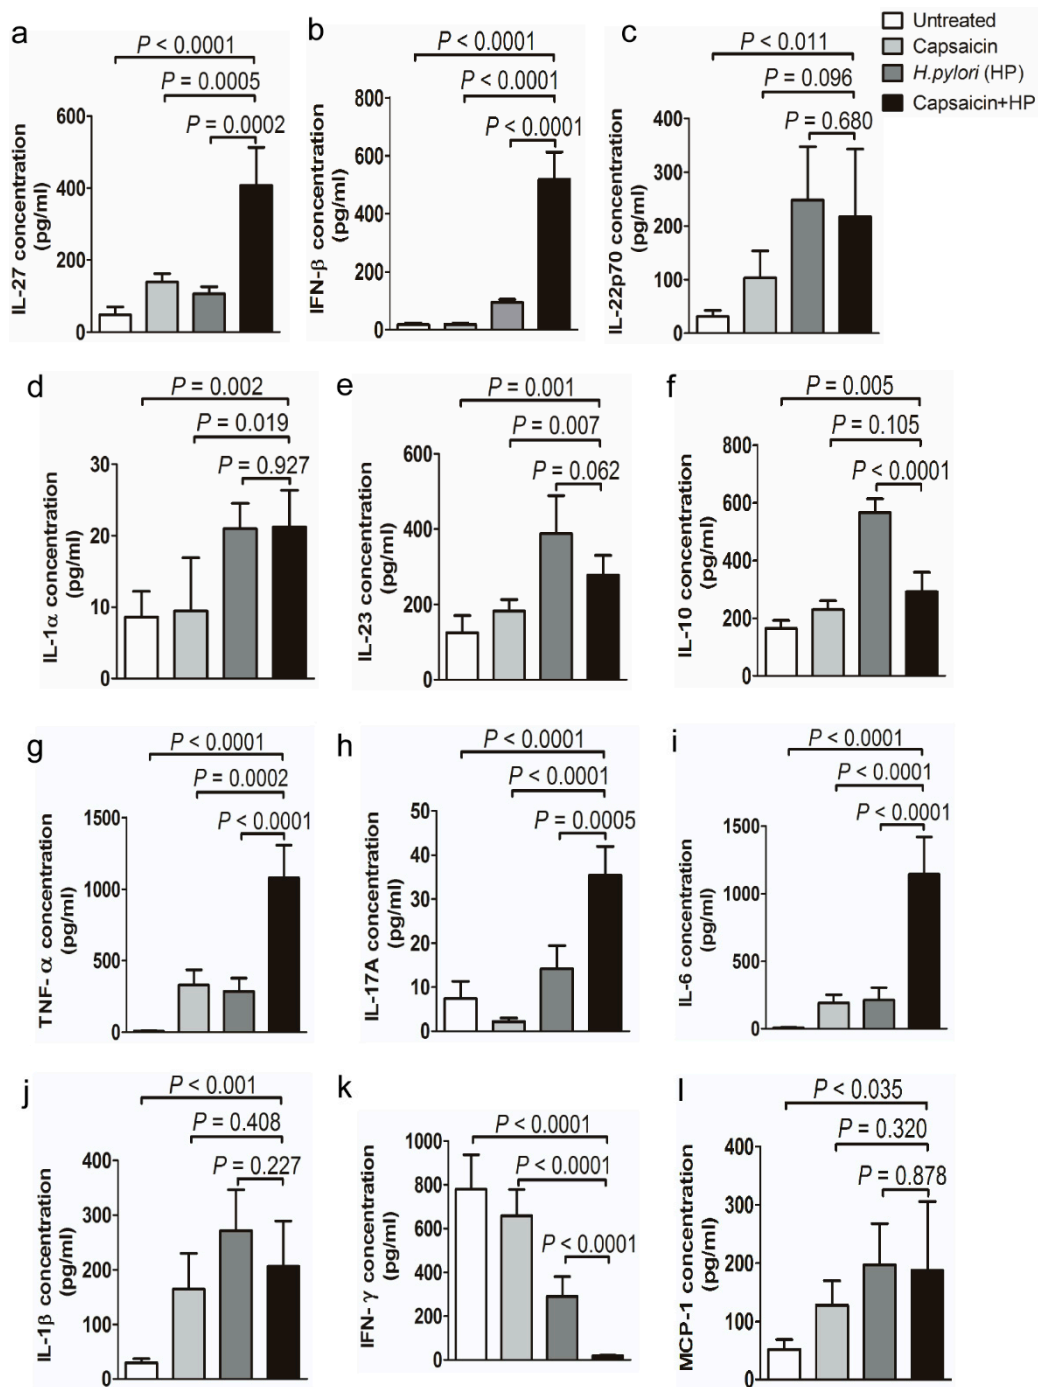 Untreated
Capsaicin
H.pylori (HP)
Capsaicin+HP
a
P < 0.0001
P = 0.0005
P = 0.0002
600
400
200
0
IL-27 concentration
(pg/ml)
b
P < 0.0001
P < 0.0001
P < 0.0001
800
600
400
200
0
IFN-β concentration
(pg/ml)
c
P < 0.011
P = 0.096
P = 0.680
400
300
200
100
0
IL-22p70 concentration
(pg/ml)
d
P = 0.002
P = 0.019
P = 0.927
30
20
10
0
IL-1α concentration
(pg/ml)
e
P = 0.001
P = 0.007
P = 0.062
600
400
200
0
IL-23 concentration
(pg/ml)
f
P = 0.005
P = 0.105
P < 0.0001
800
600
400
200
0
IL-10 concentration
(pg/ml)
g
P < 0.0001
P = 0.0002
P < 0.0001
1500
1000
500
0
TNF- α concentration
(pg/ml)
h
P < 0.0001
P < 0.0001
P = 0.0005
50
40
30
20
10
0
IL-17A concentration
(pg/ml)
i
P < 0.0001
P < 0.0001
P < 0.0001
1500
1000
500
0
IL-6 concentration
(pg/ml)
j
P < 0.001
P = 0.408
P = 0.227
400
300
200
100
0
IL-1β concentration
(pg/ml)
k
P < 0.0001
P < 0.0001
P < 0.0001
1000
800
600
400
200
0
IFN- γ concentration
(pg/ml)
l
P < 0.035
P = 0.320
P = 0.878
400
300
200
100
0
MCP-1 concentration
(pg/ml)